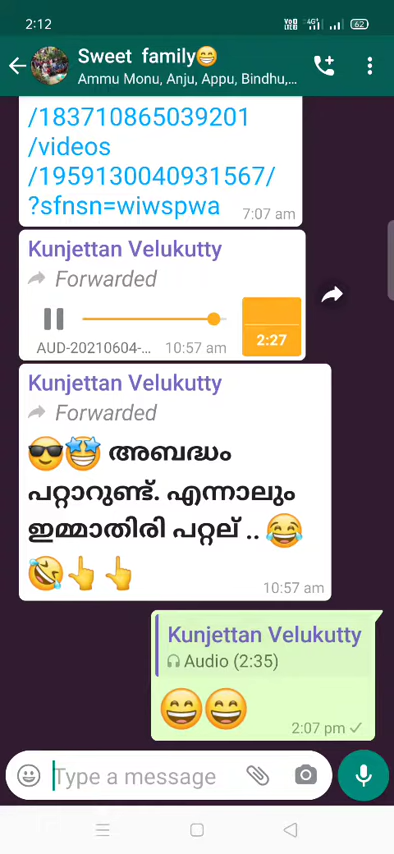 2:12
VoD
4G
62
Sweet family😁
Ammu Monu, Anju, Appu, Bindhu,...
/183710865039201
/videos
/1959130040931567/
?sfnsn=wiwspwa
7:07 am
Kunjettan Velukutty
Forwarded
AUD-20210604-...
10:57 am
2:27
Kunjettan Velukutty
Forwarded
😎🤩 അബദ്ധം
പറ്റാറുണ്ട്. എന്നാലും
ഇമ്മാതിരി പറ്റല് .. 😂
🤣👆👆
10:57 am
Kunjettan Velukutty
Audio (2:35)
😄😄
2:07 pm
Type a message